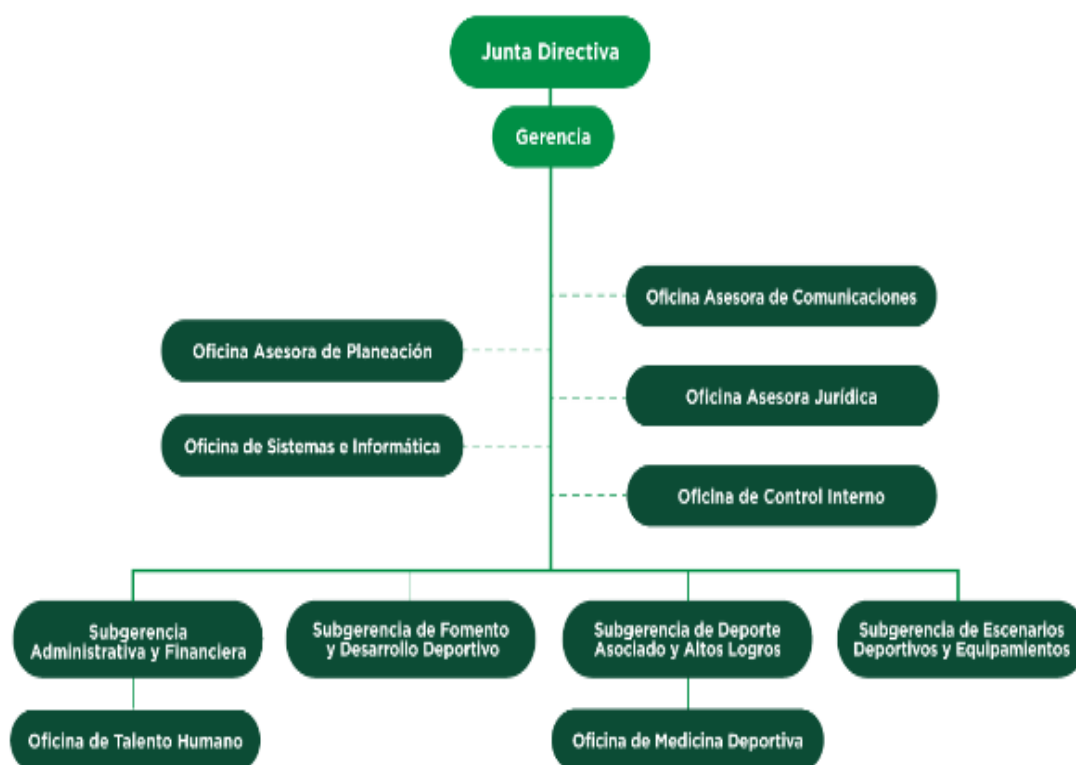 Junta Directiva
Gerencia
Oficina Asesora de Comunicaciones
Oficina Asesora de Planeación
Oficina Asesora Jurídica
Oficina de Sistemas e Informática
Oficina de Control Interno
Subgerencia
Administrativa y Financiera
Subgerencia de Fomento
y Desarrollo Deportivo
Subgerencia de Deporte
Asociado y Altos Logros
Subgerencia de Escenarios
Deportivos y Equipamientos
Oficina de Talento Humano
Oficina de Medicina Deportiva